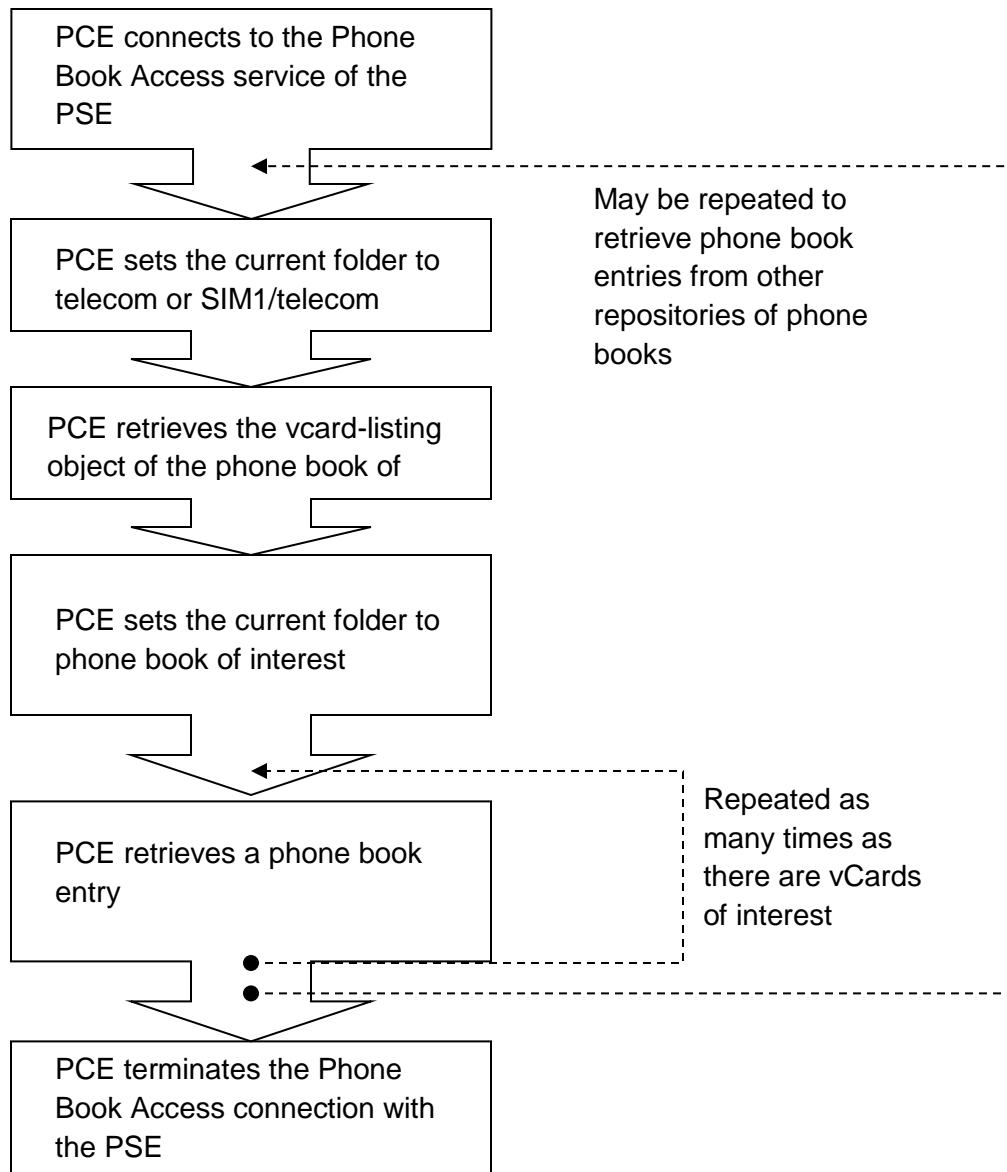 PCE connects to the Phone
Book Access service of the
PSE
May be repeated to
retrieve phone book
entries from other
repositories of phone
books
PCE sets the current folder to
telecom or SIM1/telecom
PCE retrieves the vcard-listing
object of the phone book of
PCE sets the current folder to
phone book of interest
PCE retrieves a phone book
entry
Repeated as
many times as
there are vCards
of interest
PCE terminates the Phone
Book Access connection with
the PSE